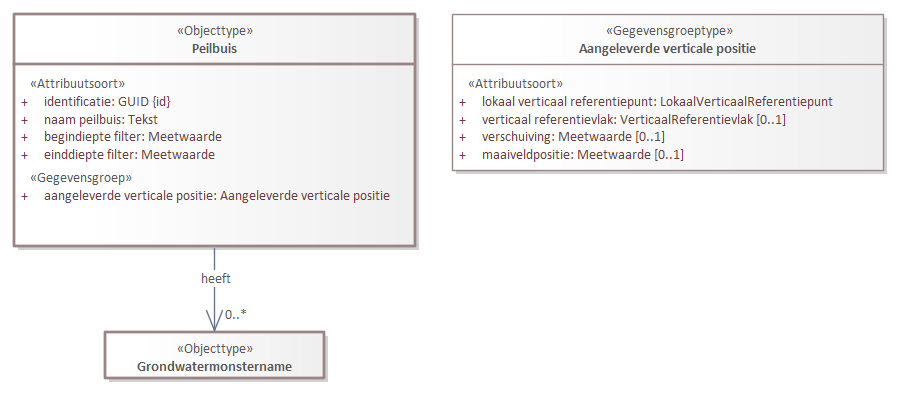 «Objecttype»
Peilbuis
«Attribuutsoort»
+ identificatie: GUID {id}
+ naam peilbuis: Tekst
+ begindiepte filter: Meetwaarde
+ einddiepte filter: Meetwaarde
«Gegevensgroep»
+ aangeleverde verticale positie: Aangeleverde verticale positie
heeft
0..*
«Objecttype»
Grondwatermonstername
«Gegevensgroeptype»
Aangeleverde verticale positie
«Attribuutsoort»
+ lokaal verticaal referentiepunt: LokaalVerticaalReferentiepunt
+ verticaal referentievlak: VerticaalReferentievlak [0..1]
+ verschuiving: Meetwaarde [0..1]
+ maaiveldpositie: Meetwaarde [0..1]